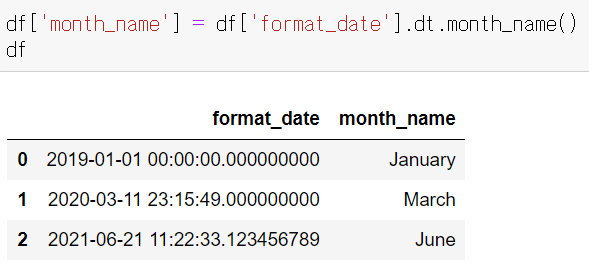 df['month_name'] = df['format_date'].dt.month_name()
df
format_date month_name
0 2019-01-01 00:00:00.000000000 January
1 2020-03-11 23:15:49.000000000 March
2 2021-06-21 11:22:33.123456789 June